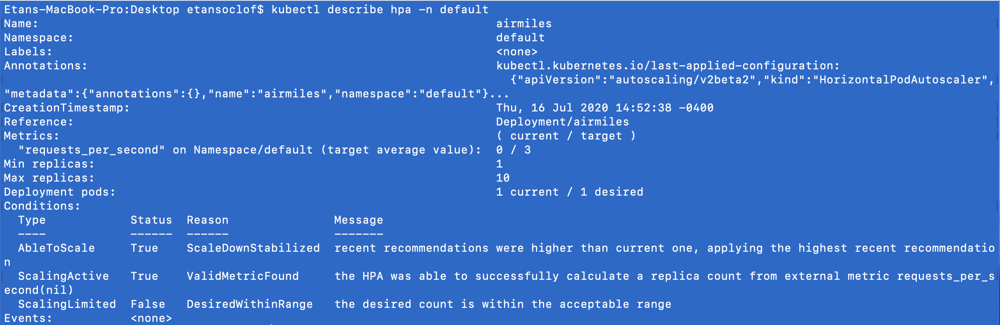 Etans-MacBook-Pro:Desktop etansoclof$ kubectl describe hpa -n default
Name: airmiles
Namespace: default
Labels: <none>
Annotations: kubectl.kubernetes.io/last-applied-configuration:
{"apiVersion":"autoscaling/v2beta2","kind":"HorizontalPodAutoscaler",
"metadata":{"annotations":{},"name":"airmiles","namespace":"default"}...
CreationTimestamp: Thu, 16 Jul 2020 14:52:38 -0400
Reference: Deployment/airmiles
Metrics: ( current / target )
"requests_per_second" on Namespace/default (target average value): 0 / 3
Min replicas: 1
Max replicas: 10
Deployment pods: 1 current / 1 desired
Conditions:
Type Status Reason Message
---- ------ ------ -------
AbleToScale True ScaleDownStabilized recent recommendations were higher than current one, applying the highest recent recommendatio
n
ScalingActive True ValidMetricFound the HPA was able to successfully calculate a replica count from external metric requests_per_s
econd(nil)
ScalingLimited False DesiredWithinRange the desired count is within the acceptable range
Events: <none>